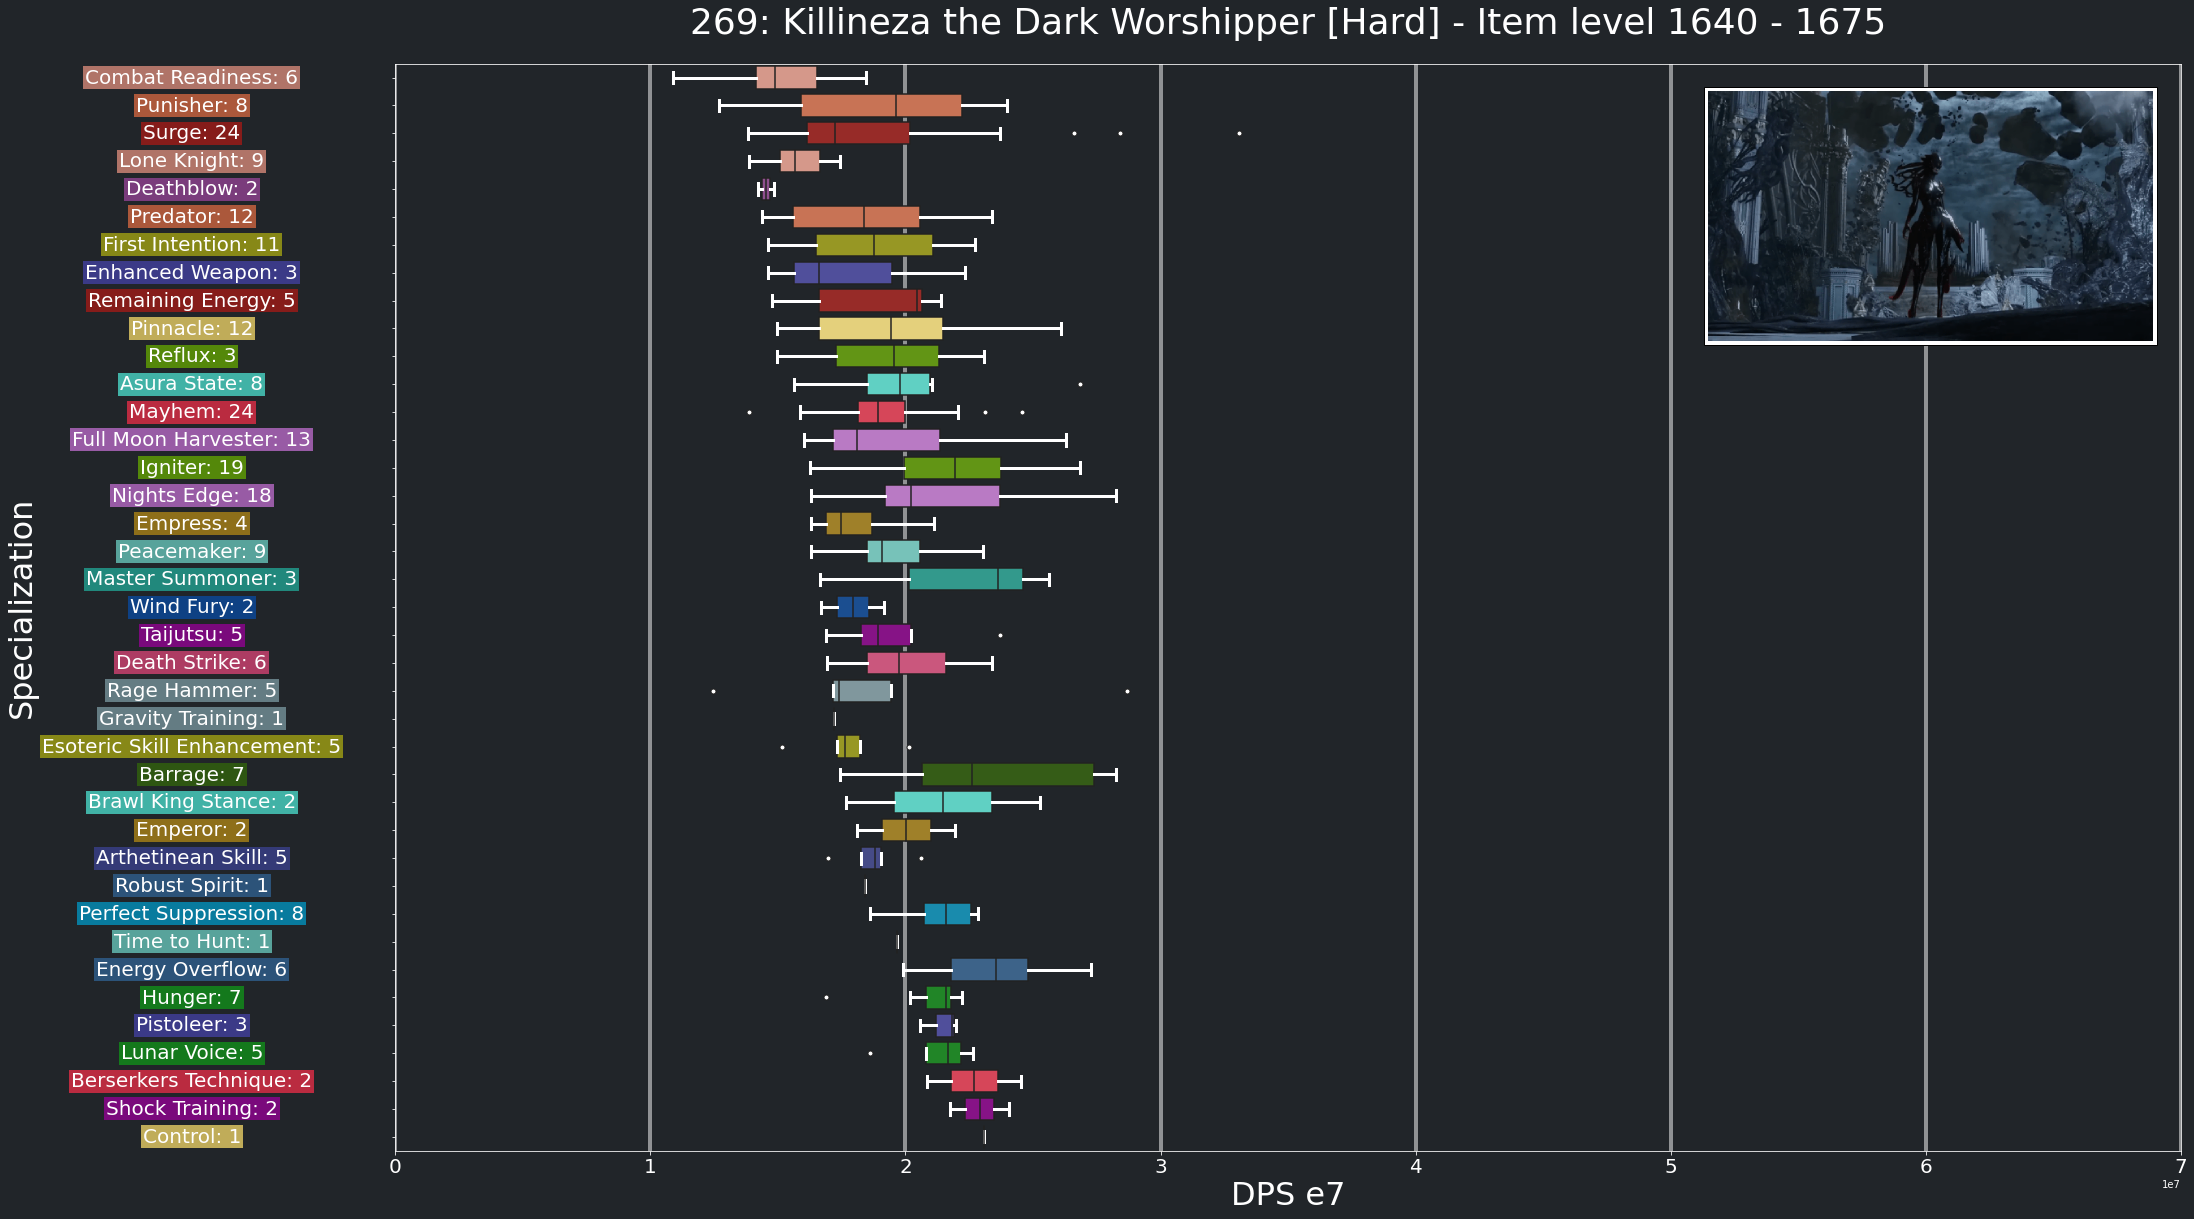 269: Killineza the Dark Worshipper [Hard] - Item level 1640 - 1675
Specialization
Combat Readiness: 6
Punisher: 8
Surge: 24
Lone Knight: 9
Deathblow: 2
Predator: 12
First Intention: 11
Enhanced Weapon: 3
Remaining Energy: 5
Pinnacle: 12
Reflux: 3
Asura State: 8
Mayhem: 24
Full Moon Harvester: 13
Igniter: 19
Nights Edge: 18
Empress: 4
Peacemaker: 9
Master Summoner: 3
Wind Fury: 2
Taijutsu: 5
Death Strike: 6
Rage Hammer: 5
Gravity Training: 1
Esoteric Skill Enhancement: 5
Barrage: 7
Brawl King Stance: 2
Emperor: 2
Arthetinean Skill: 5
Robust Spirit: 1
Perfect Suppression: 8
Time to Hunt: 1
Energy Overflow: 6
Hunger: 7
Pistoleer: 3
Lunar Voice: 5
Berserkers Technique: 2
Shock Training: 2
Control: 1
0 1 2 3 4 5 6 7
1e7
DPS e7